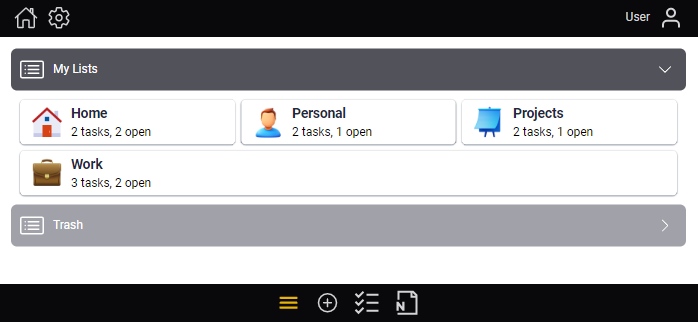 User
My Lists
Home
2 tasks, 2 open
Personal
2 tasks, 1 open
Projects
2 tasks, 1 open
Work
3 tasks, 2 open
Trash
N